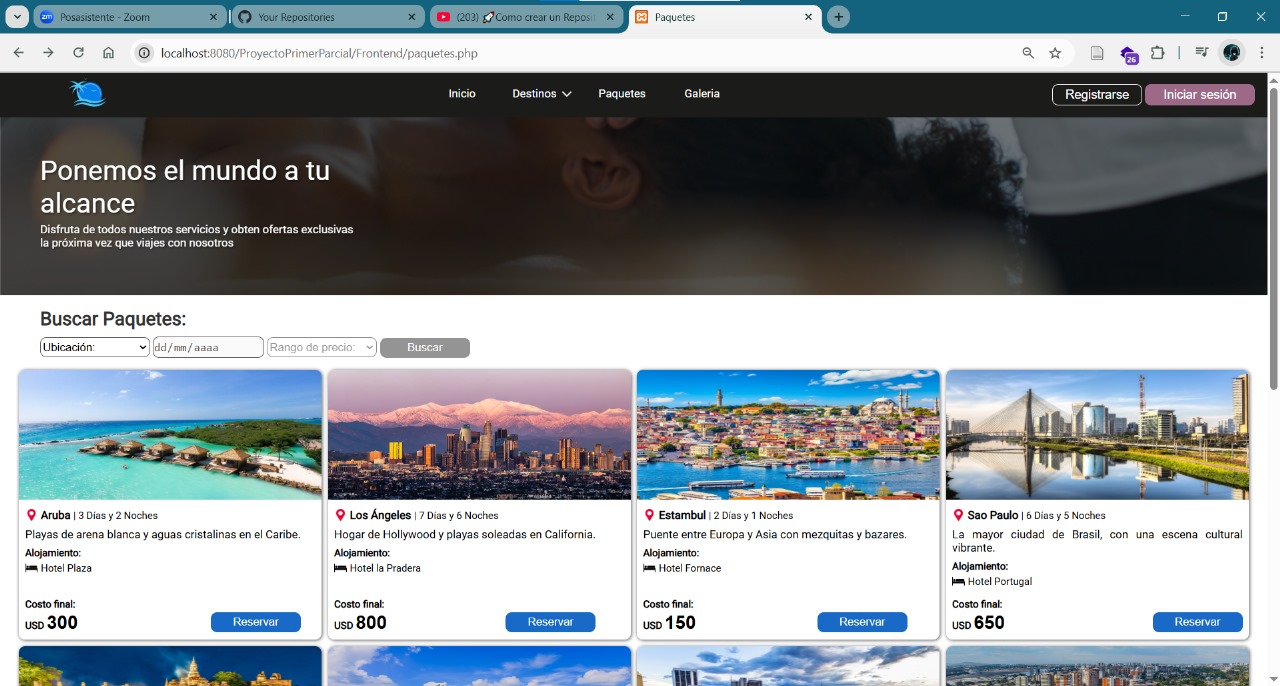 Posasistente - Zoom
Your Repositories
(203) 🚀Como crear un Reposit
Paquetes
localhost:8080/ProyectoPrimerParcial/Frontend/paquetes.php
26
Inicio Destinos Paquetes Galeria
Registrarse Iniciar sesión
Ponemos el mundo a tu
alcance
Disfruta de todos nuestros servicios y obten ofertas exclusivas
la próxima vez que viajes con nosotros
Buscar Paquetes:
Ubicación: dd/mm/aaaa Rango de precio: Buscar
Aruba | 3 Días y 2 Noches
Playas de arena blanca y aguas cristalinas en el Caribe.
Alojamiento:
Hotel Plaza
Costo final:
USD 300 Reservar
Los Ángeles | 7 Días y 6 Noches
Hogar de Hollywood y playas soleadas en California.
Alojamiento:
Hotel la Pradera
Costo final:
USD 800 Reservar
Estambul | 2 Días y 1 Noches
Puente entre Europa y Asia con mezquitas y bazares.
Alojamiento:
Hotel Fornace
Costo final:
USD 150 Reservar
Sao Paulo | 6 Días y 5 Noches
La mayor ciudad de Brasil, con una escena cultural
vibrante.
Alojamiento:
Hotel Portugal
Costo final:
USD 650 Reservar